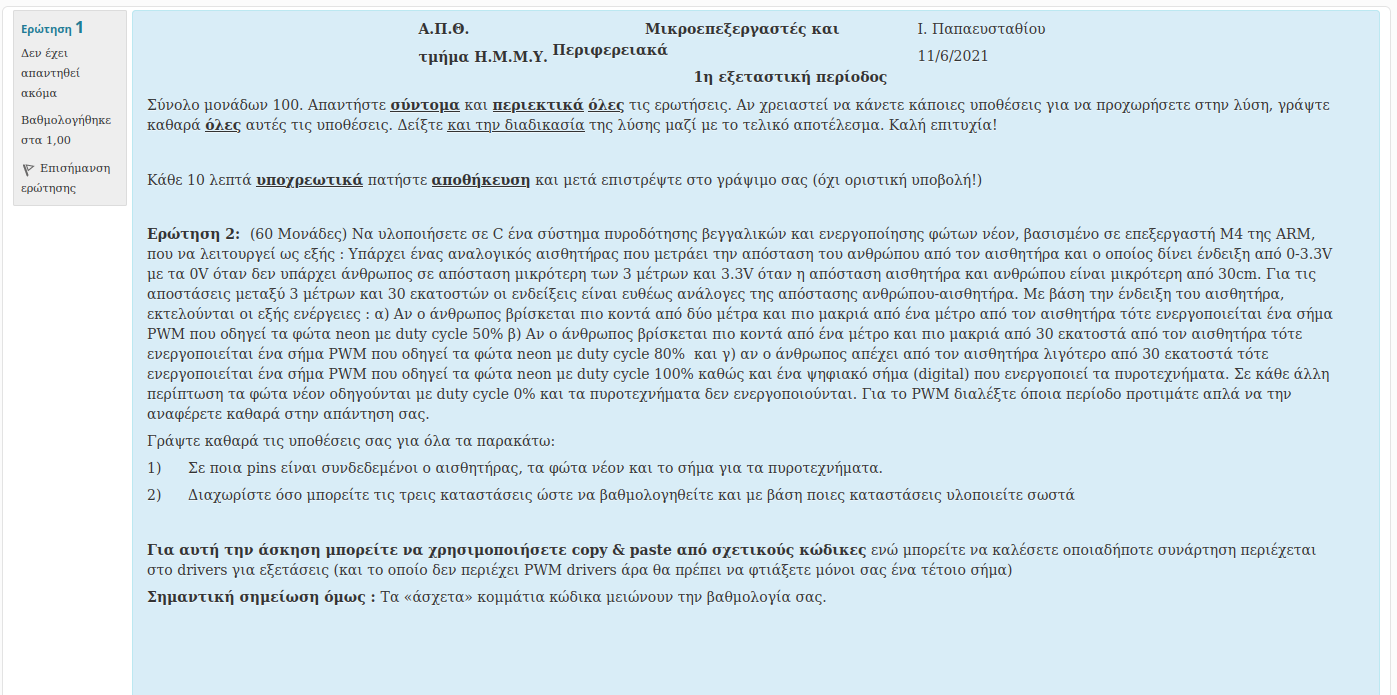 Ερώτηση 1
Δεν έχει
απαντηθεί
ακόμα
Βαθμολογήθηκε
στα 1,00
Επισήμανση
ερώτησης
Α.Π.Θ. Μικροεπεξεργαστές και Ι. Παπαευσταθίου
τμήμα Η.Μ.Μ.Υ. Περιφερειακά 11/6/2021
1η εξεταστική περίοδος
Σύνολο μονάδων 100. Απαντήστε σύντομα και περιεκτικά όλες τις ερωτήσεις. Αν χρειαστεί να κάνετε κάποιες υποθέσεις για να προχωρήσετε στην λύση, γράψτε
καθαρά όλες αυτές τις υποθέσεις. Δείξτε και την διαδικασία της λύσης μαζί με το τελικό αποτέλεσμα. Καλή επιτυχία!
Κάθε 10 λεπτά υποχρεωτικά πατήστε αποθήκευση και μετά επιστρέψτε στο γράψιμο σας (όχι οριστική υποβολή!)
Ερώτηση 2: (60 Μονάδες) Να υλοποιήσετε σε C ένα σύστημα πυροδότησης βεγγαλικών και ενεργοποίησης φώτων νέον, βασισμένο σε επεξεργαστή M4 της ARM,
που να λειτουργεί ως εξής : Υπάρχει ένας αναλογικός αισθητήρας που μετράει την απόσταση του ανθρώπου από τον αισθητήρα και ο οποίος δίνει ένδειξη από 0-3.3V
με τα 0V όταν δεν υπάρχει άνθρωπος σε απόσταση μικρότερη των 3 μέτρων και 3.3V όταν η απόσταση αισθητήρα και ανθρώπου είναι μικρότερη από 30cm. Για τις
αποστάσεις μεταξύ 3 μέτρων και 30 εκατοστών οι ενδείξεις είναι ευθέως ανάλογες της απόστασης ανθρώπου-αισθητήρα. Με βάση την ένδειξη του αισθητήρα,
εκτελούνται οι εξής ενέργειες : α) Αν ο άνθρωπος βρίσκεται πιο κοντά από δύο μέτρα και πιο μακριά από ένα μέτρο από τον αισθητήρα τότε ενεργοποιείται ένα σήμα
PWM που οδηγεί τα φώτα neon με duty cycle 50% β) Αν ο άνθρωπος βρίσκεται πιο κοντά από ένα μέτρο και πιο μακριά από 30 εκατοστά από τον αισθητήρα τότε
ενεργοποιείται ένα σήμα PWM που οδηγεί τα φώτα neon με duty cycle 80% και γ) αν ο άνθρωπος απέχει από τον αισθητήρα λιγότερο από 30 εκατοστά τότε
ενεργοποιείται ένα σήμα PWM που οδηγεί τα φώτα neon με duty cycle 100% καθώς και ένα ψηφιακό σήμα (digital) που ενεργοποιεί τα πυροτεχνήματα. Σε κάθε άλλη
περίπτωση τα φώτα νέον οδηγούνται με duty cycle 0% και τα πυροτεχνήματα δεν ενεργοποιούνται. Για το PWM διαλέξτε όποια περίοδο προτιμάτε απλά να την
αναφέρετε καθαρά στην απάντηση σας.
Γράψτε καθαρά τις υποθέσεις σας για όλα τα παρακάτω:
1) Σε ποια pins είναι συνδεδεμένοι ο αισθητήρας, τα φώτα νέον και το σήμα για τα πυροτεχνήματα.
2) Διαχωρίστε όσο μπορείτε τις τρεις καταστάσεις ώστε να βαθμολογηθείτε και με βάση ποιες καταστάσεις υλοποιείτε σωστά
Για αυτή την άσκηση μπορείτε να χρησιμοποιήσετε copy & paste από σχετικούς κώδικες ενώ μπορείτε να καλέσετε οποιαδήποτε συνάρτηση περιέχεται
στο drivers για εξετάσεις (και το οποίο δεν περιέχει PWM drivers άρα θα πρέπει να φτιάξετε μόνοι σας ένα τέτοιο σήμα)
Σημαντική σημείωση όμως : Τα «άσχετα» κομμάτια κώδικα μειώνουν την βαθμολογία σας.